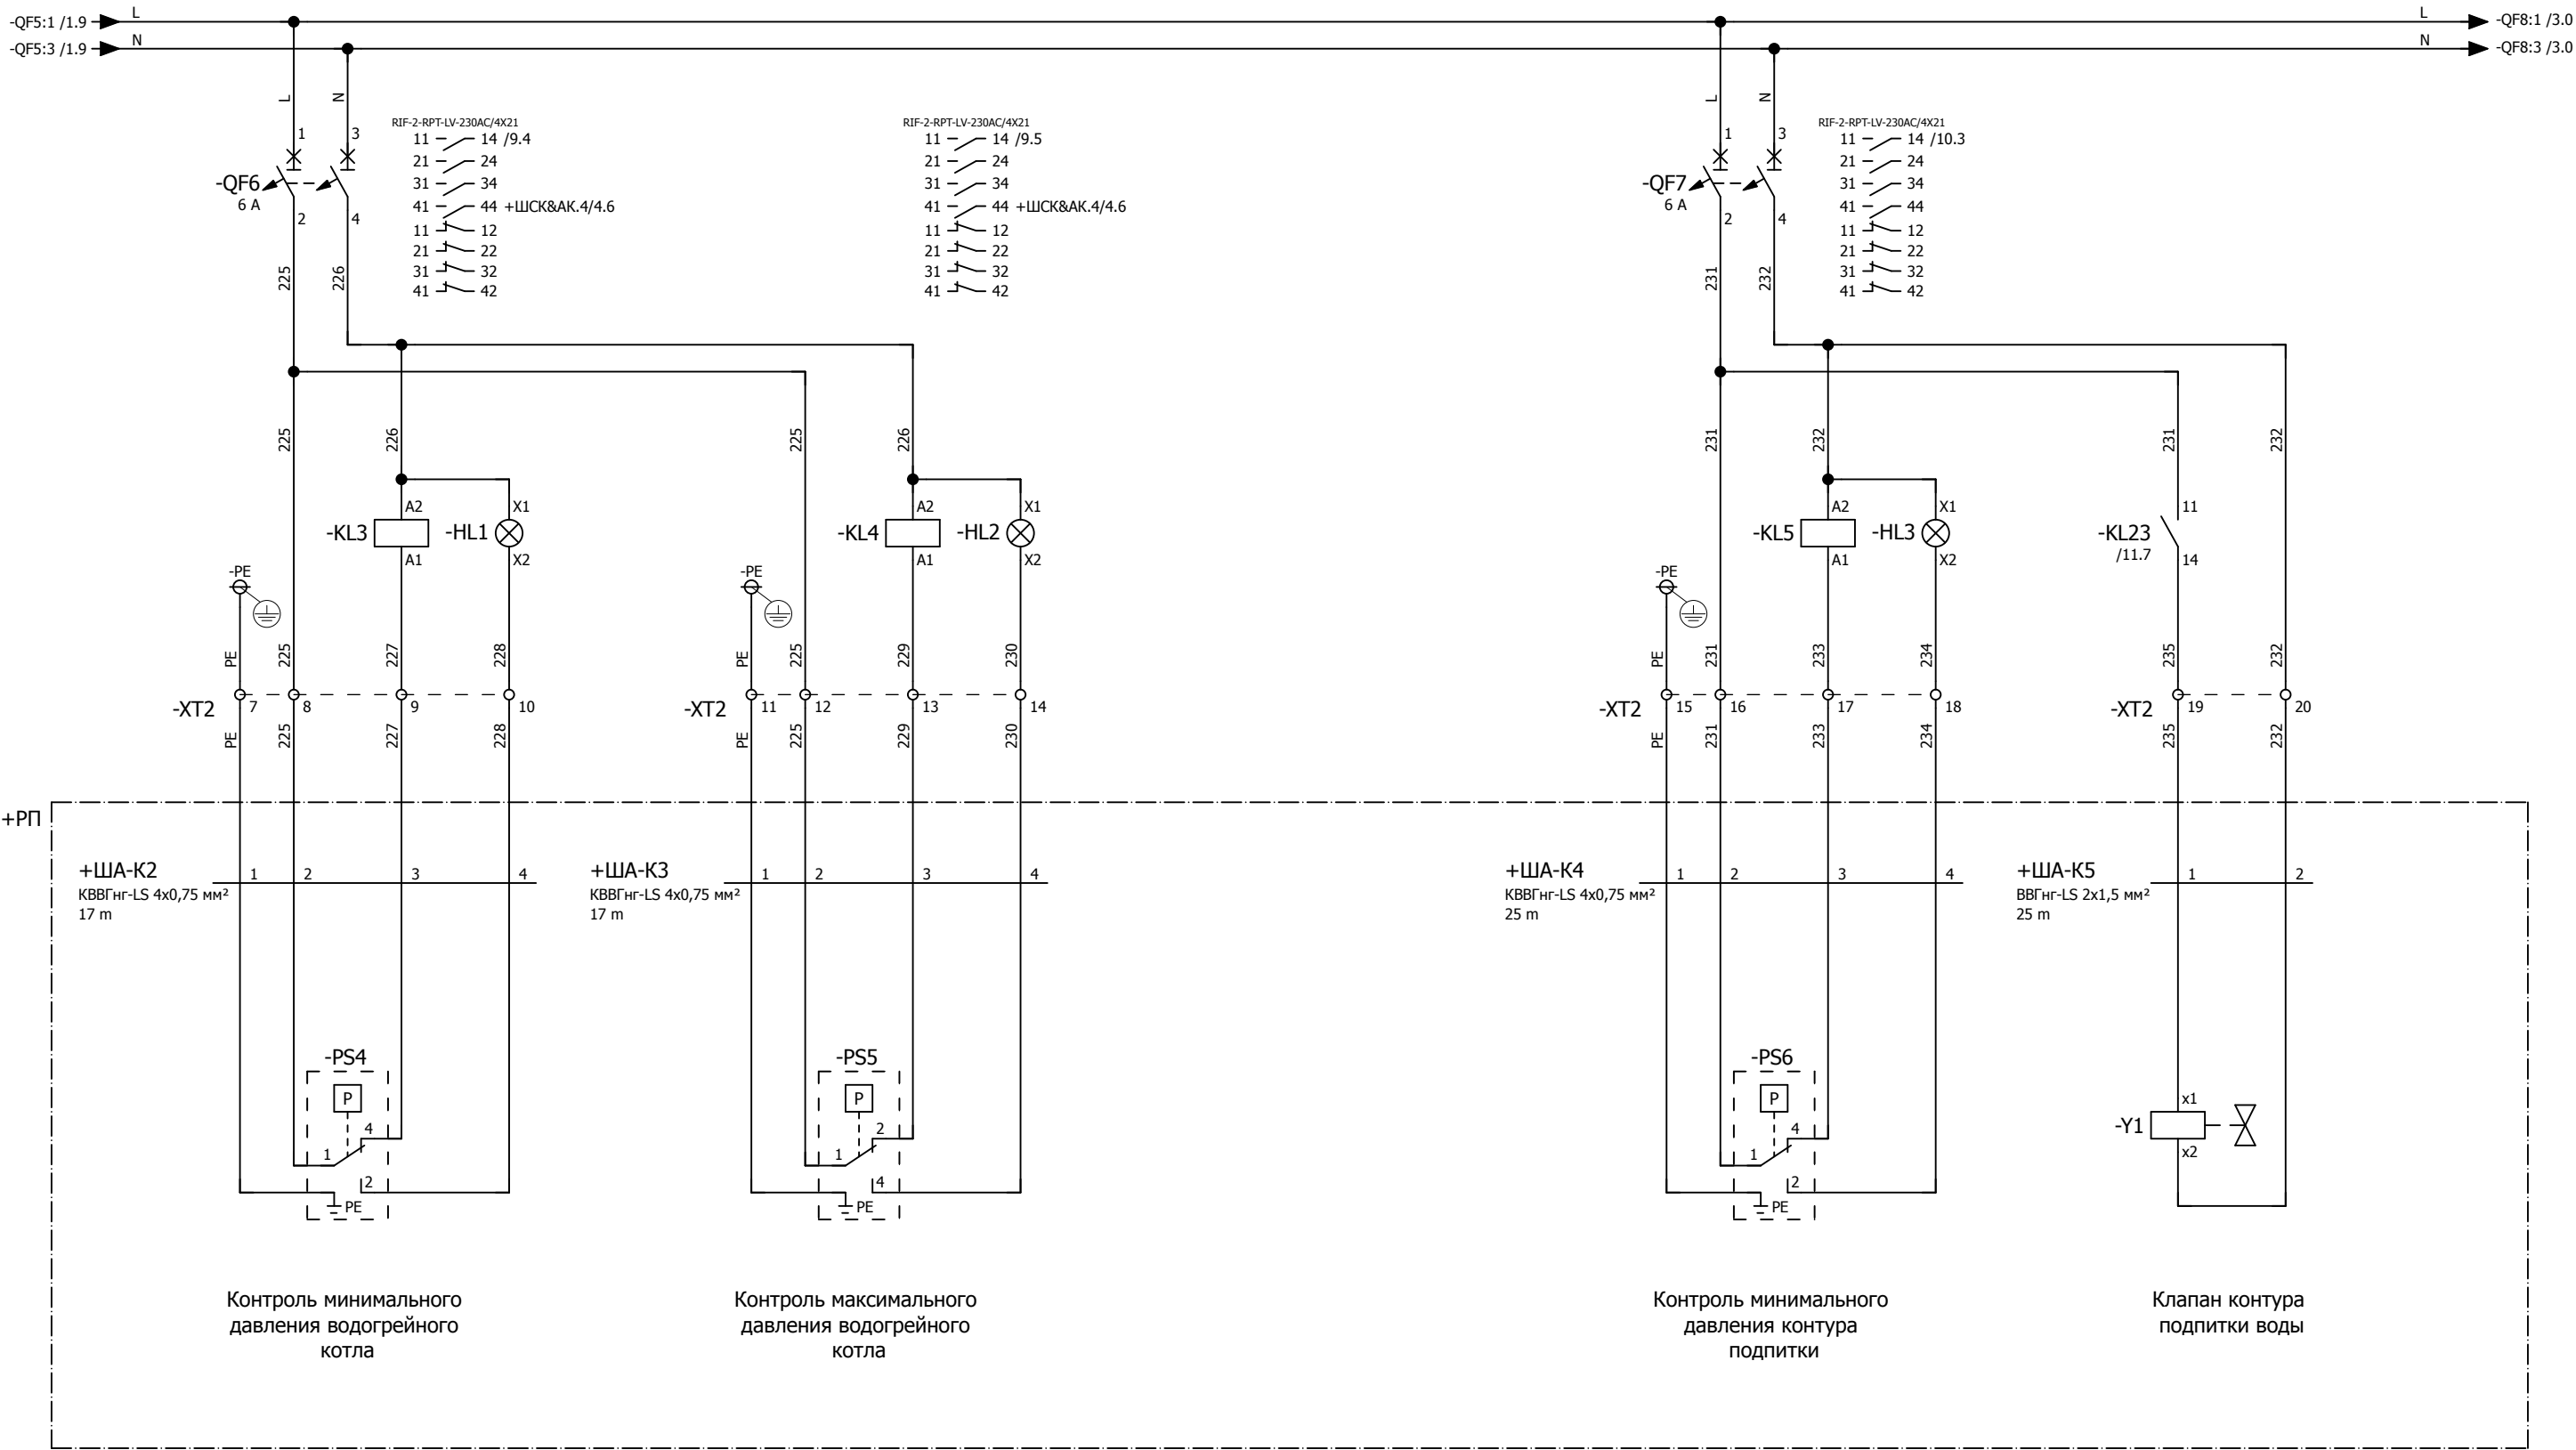 -QF5:1 /1.9 L L -QF8:1 /3.0
-QF5:3 /1.9 N N -QF8:3 /3.0
L N L N
RIF-2-RPT-LV-230AC/4X21 RIF-2-RPT-LV-230AC/4X21 RIF-2-RPT-LV-230AC/4X21
1 3 11 14 /9.4 11 14 /9.5 1 3 11 14 /10.3
21 24 21 24 21 24
-QF6 31 34 31 34 -QF7 31 34
6 A 41 44 +ШСК&АК.4/4.6 41 44 +ШСК&АК.4/4.6 6 A 41 44
2 4 11 12 11 12 2 4 11 12
21 22 21 22 21 22
225 226 31 32 31 32 231 232 31 32
41 42 41 42 41 42
225 226 225 226 231 232 231 232
A2 X1 A2 X1 A2 X1 11
-KL3 -HL1 -KL4 -HL2 -KL5 -HL3 -KL23
/11.7
A1 X2 A1 X2 A1 X2 14
-PE -PE -PE
PE 225 227 228 PE 225 229 230 PE 231 233 234 235 232
-XT2 7 8 9 10 -XT2 11 12 13 14 -XT2 15 16 17 18 -XT2 19 20
PE 225 227 228 PE 225 229 230 PE 231 233 234 235 232
+РП
+ША-К2 1 2 3 4 +ША-К3 1 2 3 4 +ША-К4 1 2 3 4 +ША-К5 1 2
КВВГнг-LS 4x0,75 мм² КВВГнг-LS 4x0,75 мм² КВВГнг-LS 4x0,75 мм² ВВГнг-LS 2x1,5 мм²
17 m 17 m 25 m 25 m
-PS4 -PS5 -PS6
P P P x1
4 2 4 -Y1
1 1 1 x2
2 4 2
PE PE PE
Контроль минимального
давления водогрейного
котла
Контроль максимального
давления водогрейного
котла
Контроль минимального
давления контура
подпитки
Клапан контура
подпитки воды